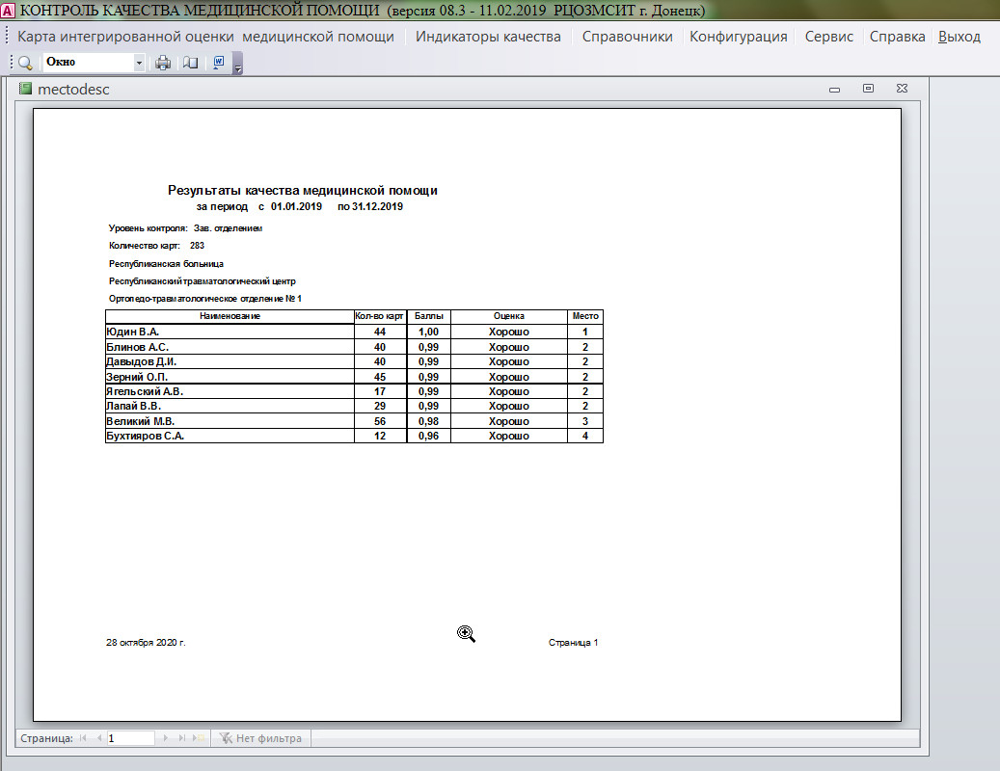 КОНТРОЛЬ КАЧЕСТВА МЕДИЦИНСКОЙ ПОМОЩИ (версия 08.3 - 11.02.2019 РЦОЗМСИТ г. Донецк)
Карта интегрированной оценки медицинской помощи Индикаторы качества Справочники Конфигурация Сервис Справка Выход
Окно
mectodesc
Результаты качества медицинской помощи
за период с 01.01.2019 по 31.12.2019
Уровень контроля: Зав. отделением
Количество карт: 283
Республиканская больница
Республиканский травматологический центр
Ортопедо-травматологическое отделение № 1
Наименование Кол-во карт Баллы Оценка Место
Юдин В.А. 44 1,00 Хорошо 1
Блинов А.С. 40 0,99 Хорошо 2
Давыдов Д.И. 40 0,99 Хорошо 2
Зерний О.П. 45 0,99 Хорошо 2
Ягельский А.В. 17 0,99 Хорошо 2
Лапай В.В. 29 0,99 Хорошо 2
Великий М.В. 56 0,98 Хорошо 3
Бухтияров С.А. 12 0,96 Хорошо 4
28 октября 2020 г. Страница 1
Страница: 1 Нет фильтра